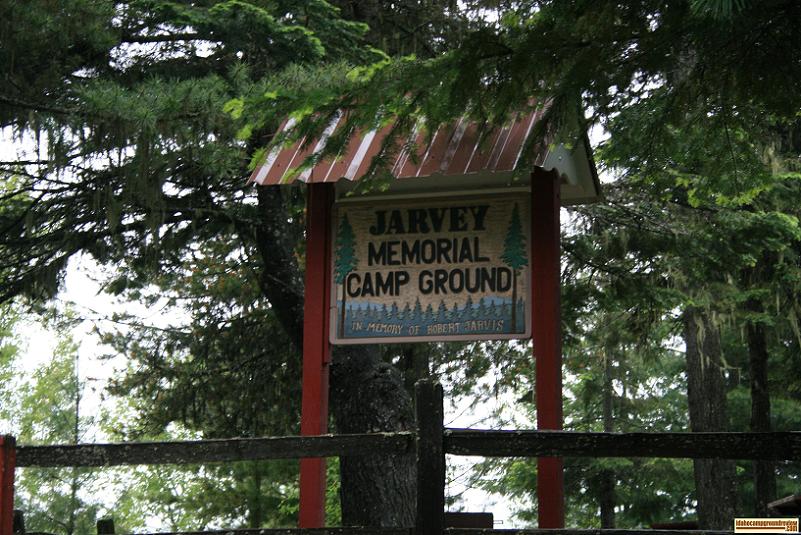 JARVEY
MEMORIAL
CAMP GROUND
IN MEMORY OF ROBERT JARVIS
idahocampgroundreview
.com